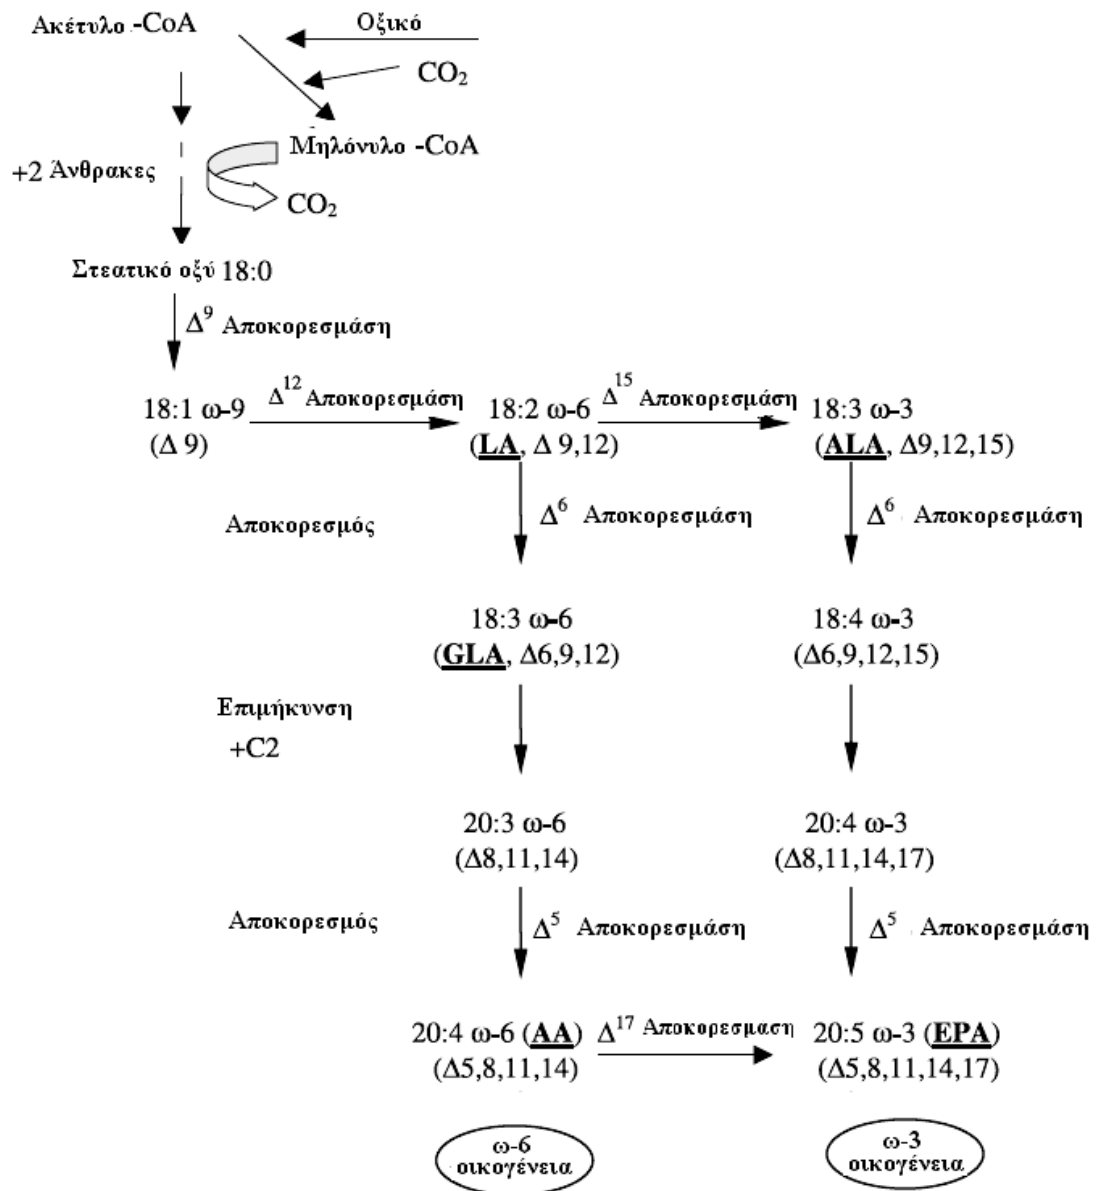 Ακέτυλο -CoA
Οξικό
CO₂
Μηλόνυλο -CoA
+2 Άνθρακες
CO₂
Στεατικό οξύ 18:0
Δ⁹ Αποκορεσμάση
18:1 ω-9
(Δ 9)
Δ¹² Αποκορεσμάση
18:2 ω-6
(LA, Δ 9,12)
Δ¹⁵ Αποκορεσμάση
18:3 ω-3
(ALA, Δ9,12,15)
Αποκορεσμός
Δ⁶ Αποκορεσμάση
Δ⁶ Αποκορεσμάση
18:3 ω-6
(GLA, Δ6,9,12)
18:4 ω-3
(Δ6,9,12,15)
Επιμήκυνση
+C2
20:3 ω-6
(Δ8,11,14)
20:4 ω-3
(Δ8,11,14,17)
Αποκορεσμός
Δ⁵ Αποκορεσμάση
Δ⁵ Αποκορεσμάση
20:4 ω-6 (AA)
(Δ5,8,11,14)
Δ¹⁷ Αποκορεσμαση
20:5 ω-3 (EPA)
(Δ5,8,11,14,17)
ω-6
οικογένεια
ω-3
οικογένεια